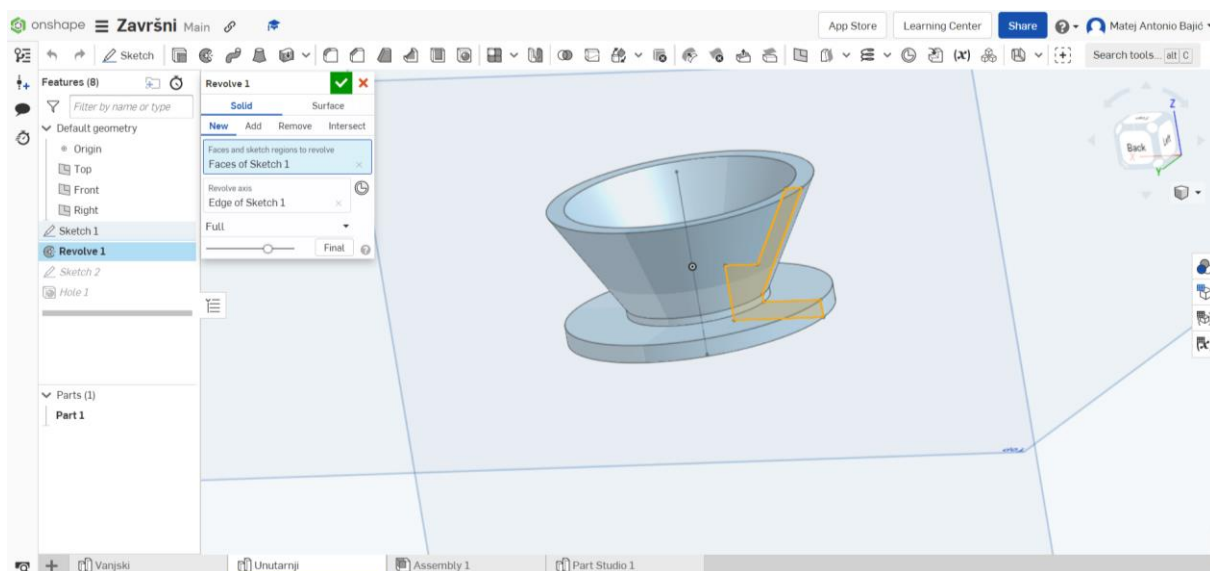 onshape Završni Main
App Store Learning Center Share Matej Antonio Bajić
Sketch Search tools... alt C
Features (8)
Filter by name or type
Default geometry
Origin
Top
Front
Right
Sketch 1
Revolve 1
Sketch 2
Hole 1
Parts (1)
Part 1
Revolve 1
Solid Surface
New Add Remove Intersect
Faces and sketch regions to revolve
Faces of Sketch 1
Revolve axis
Edge of Sketch 1
Full
Final
Z
Back Left
Y
Vanjski Unutarnji Assembly 1 Part Studio 1